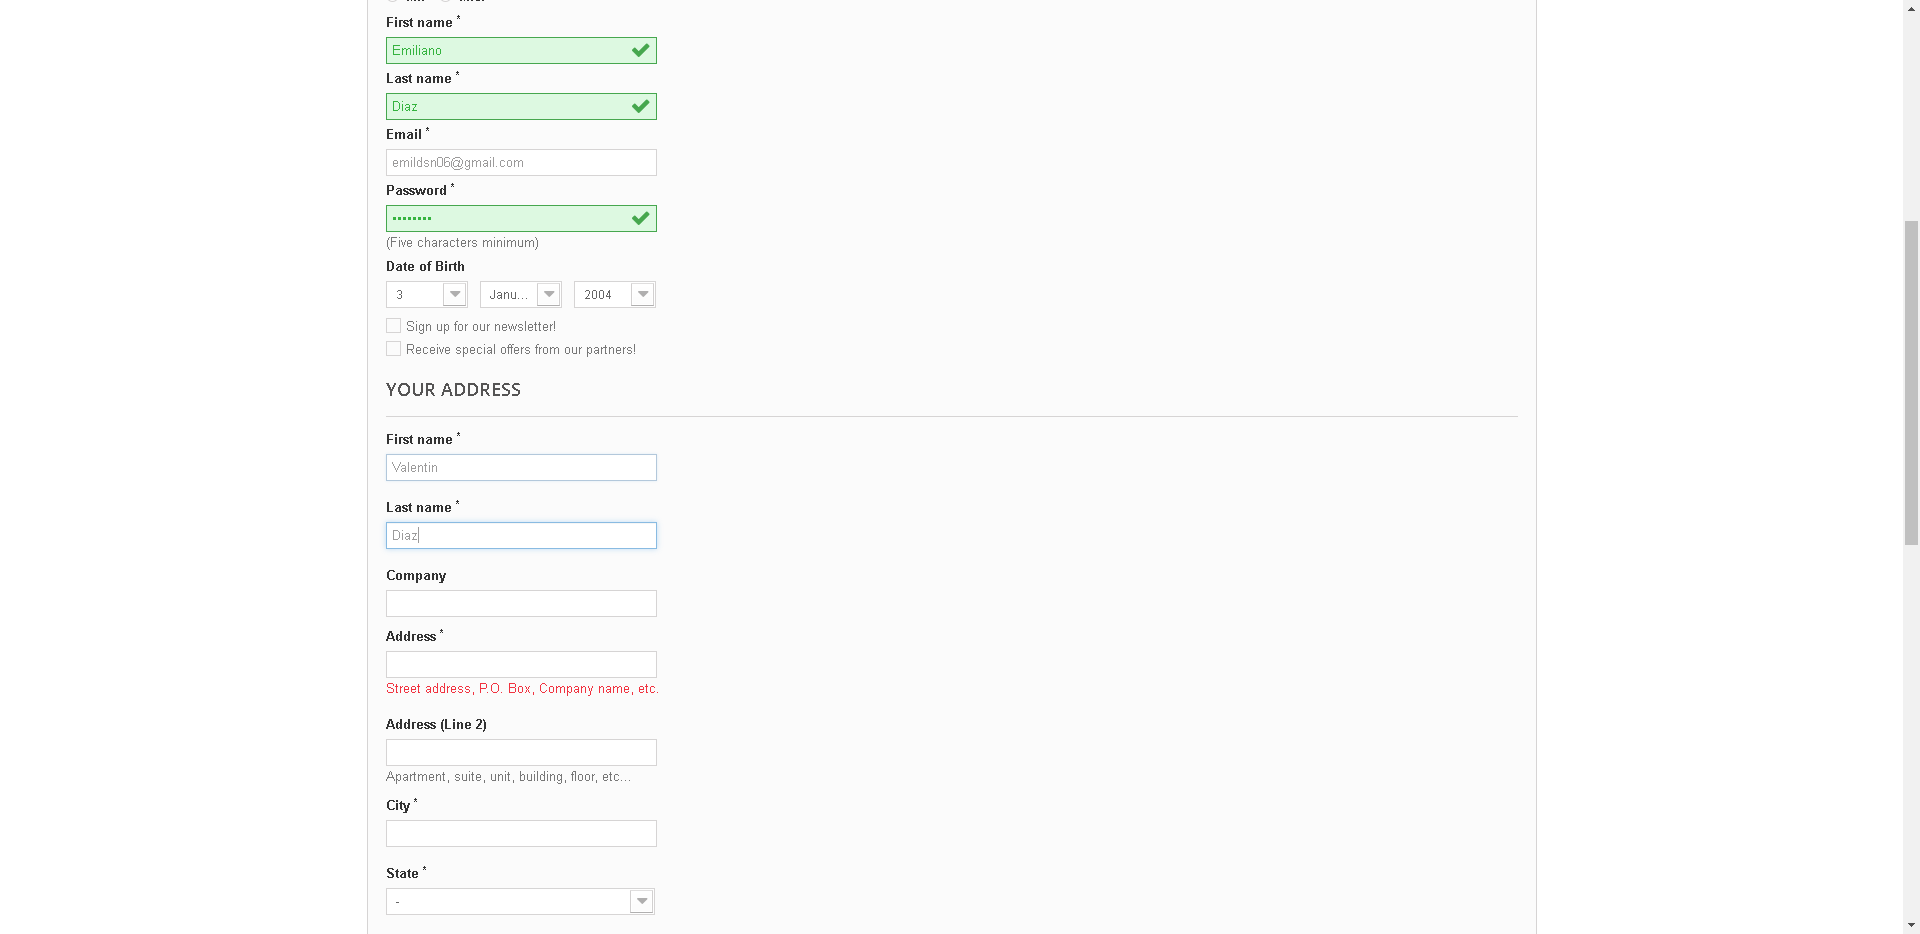 First name *
Emiliano
Last name *
Diaz
Email *
emildsn06@gmail.com
Password *
••••••••
(Five characters minimum)
Date of Birth
3 Janu... 2004
Sign up for our newsletter!
Receive special offers from our partners!
YOUR ADDRESS
First name *
Valentin
Last name *
Diaz
Company
Address *
Street address, P.O. Box, Company name, etc.
Address (Line 2)
Apartment, suite, unit, building, floor, etc...
City *
State *
-